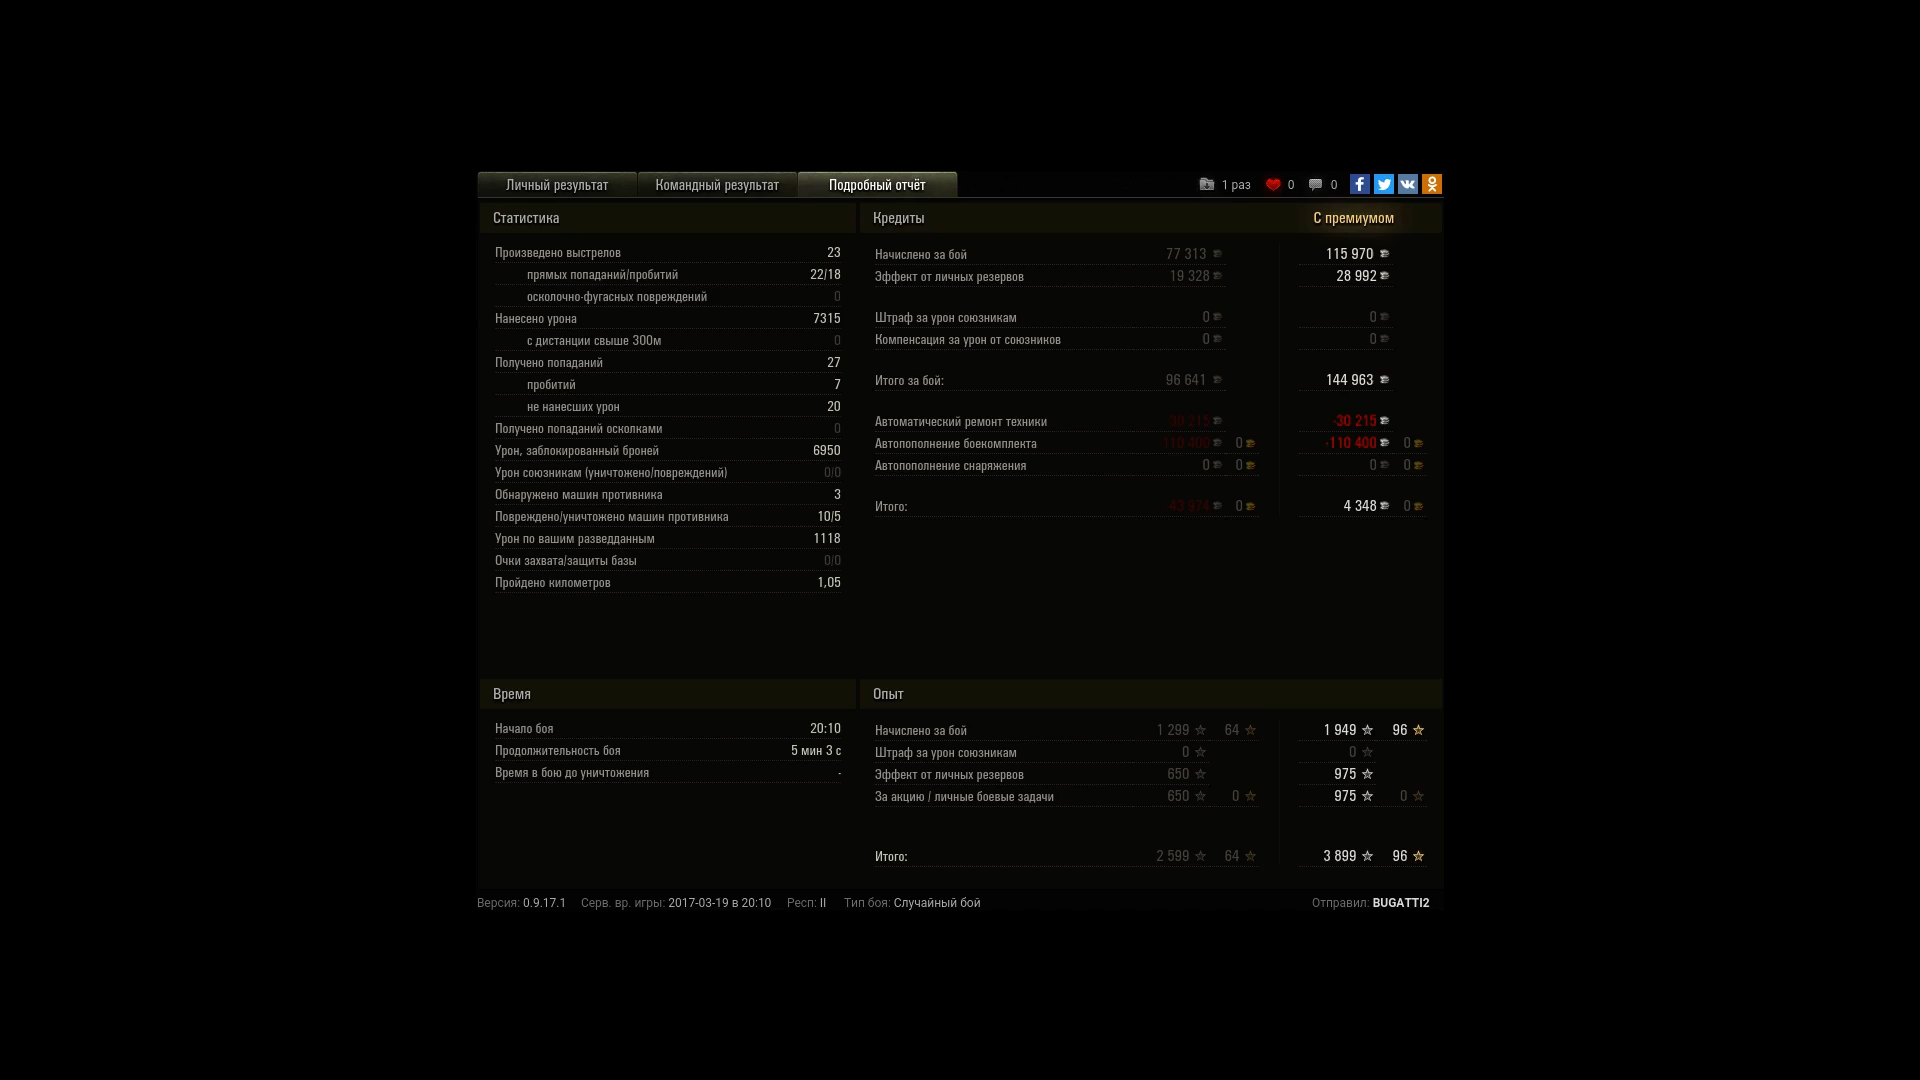 Личный результат Командный результат Подробный отчёт 1 раз 0 0
Статистика
Произведено выстрелов 23
прямых попаданий/пробитий 22/18
осколочно-фугасных повреждений 0
Нанесено урона 7315
с дистанции свыше 300м 0
Получено попаданий 27
пробитий 7
не нанесших урон 20
Получено попаданий осколками 0
Урон, заблокированный броней 6950
Урон союзникам (уничтожено/повреждений) 0/0
Обнаружено машин противника 3
Повреждено/уничтожено машин противника 10/5
Урон по вашим разведданным 1118
Очки захвата/защиты базы 0/0
Пройдено километров 1,05
Кредиты С премиумом
Начислено за бой 77 313 115 970
Эффект от личных резервов 19 328 28 992
Штраф за урон союзникам 0 0
Компенсация за урон от союзников 0 0
Итого за бой: 96 641 144 963
Автоматический ремонт техники -30 215 -30 215
Автопополнение боекомплекта -110 400 0 -110 400 0
Автопополнение снаряжения 0 0 0 0
Итого: -43 974 0 4 348 0
Время
Начало боя 20:10
Продолжительность боя 5 мин 3 с
Время в бою до уничтожения -
Опыт
Начислено за бой 1 299 64 1 949 96
Штраф за урон союзникам 0 0
Эффект от личных резервов 650 975
За акцию / личные боевые задачи 650 0 975 0
Итого: 2 599 64 3 899 96
Версия: 0.9.17.1 Серв. вр. игры: 2017-03-19 в 20:10 Респ: II Тип боя: Случайный бой Отправил: BUGATTI2